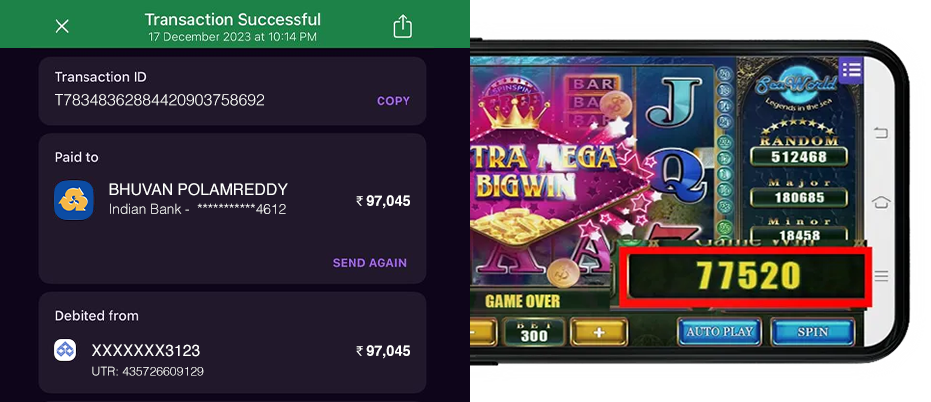 Transaction Successful
17 December 2023 at 10:14 PM
Transaction ID
T78348362884420903758692
COPY
Paid to
BHUVAN POLAMREDDY
₹ 97,045
Indian Bank - ***********4612
SEND AGAIN
Debited from
XXXXXXX3123
₹ 97,045
UTR: 435726609129
SPINSPIN
BAR
BA
BAR
J
Sea World
Legends in the sea
TRA MEGA
BIGWIN
Q
RANDOM
512468
Major
180685
Minor
18458
A
A
Game Win
77520
GAME OVER
BET
300
+
AUTO PLAY
SPIN